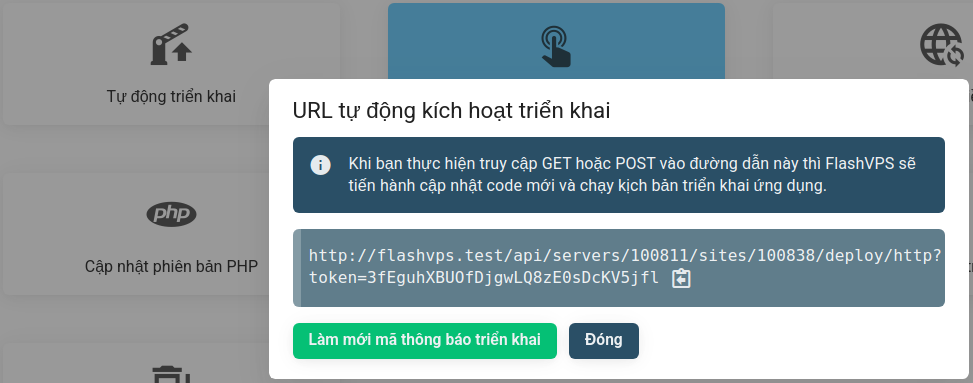 Tự động triển khai
URL tự động kích hoạt triển khai
Khi bạn thực hiện truy cập GET hoặc POST vào đường dẫn này thì FlashVPS sẽ
tiến hành cập nhật code mới và chạy kịch bản triển khai ứng dụng.
http://flashvps.test/api/servers/100811/sites/100838/deploy/http?
token=3fEguhXBUOfDjgwLQ8zE0sDcKV5jfl
php
Cập nhật phiên bản PHP
Làm mới mã thông báo triển khai
Đóng